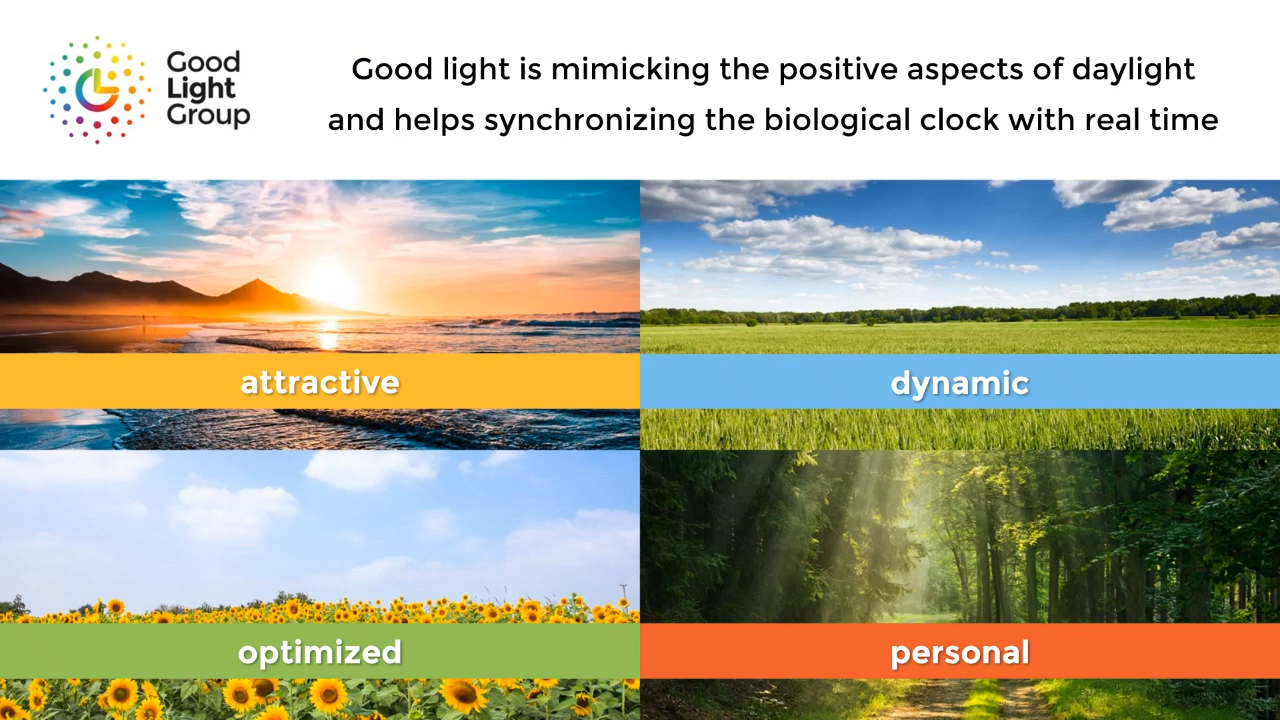 Good
Light
Group
Good light is mimicking the positive aspects of daylight
and helps synchronizing the biological clock with real time
attractive
dynamic
optimized
personal